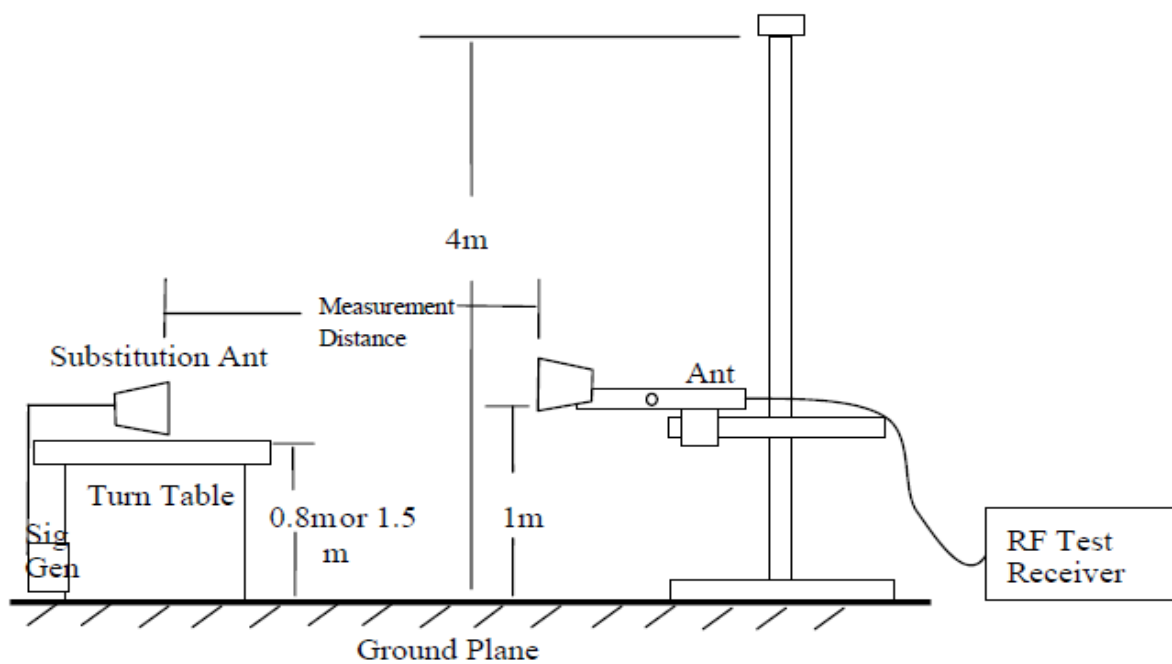 4m
Measurement
Distance
Substitution Ant
Ant
Turn Table
0.8m or 1.5
m
1m
Sig
Gen
RF Test
Receiver
Ground Plane